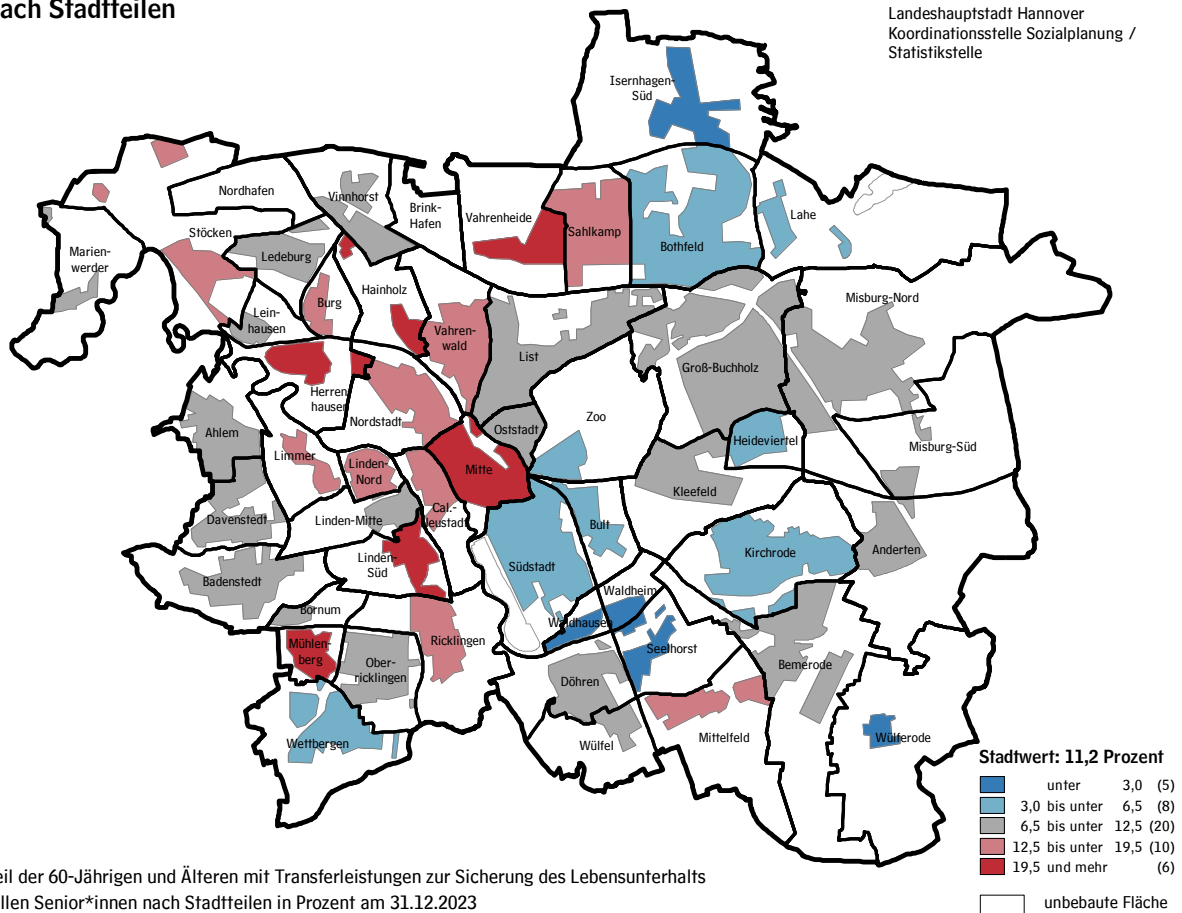 ach Stadtteilen
Landeshauptstadt Hannover
Koordinationsstelle Sozialplanung /
Statistikstelle
Isernhagen-
Süd
Nordhafen
Vinnhorst
Brink-
Hafen
Vahrenheide
Sahlkamp
Bothfeld
Lahe
Marien-
werder
Stöcken
Ledeburg
Hainholz
Burg
Lein-
hausen
Vahren-
wald
List
Misburg-Nord
Groß-Buchholz
Herren
hausen
Nordstadt
Oststadt
Zoo
Heideviertel
Misburg-Süd
Ahlem
Limmer
Linden-
Nord
Mitte
Kleefeld
Davenstedt
Linden-Mitte
Cal.-
Neustadt
Bult
Kirchrode
Anderten
Badenstedt
Linden-
Süd
Südstadt
Waldheim
Bornum
Waldhausen
Seelhorst
Mühlen-
berg
Ober-
ricklingen
Ricklingen
Döhren
Bemerode
Wettbergen
Wülfel
Mittelfeld
Wülferode
Stadtwert: 11,2 Prozent
unter 3,0 (5)
3,0 bis unter 6,5 (8)
6,5 bis unter 12,5 (20)
12,5 bis unter 19,5 (10)
19,5 und mehr (6)
unbebaute Fläche
eil der 60-Jährigen und Älteren mit Transferleistungen zur Sicherung des Lebensunterhalts
llen Senior*innen nach Stadtteilen in Prozent am 31.12.2023